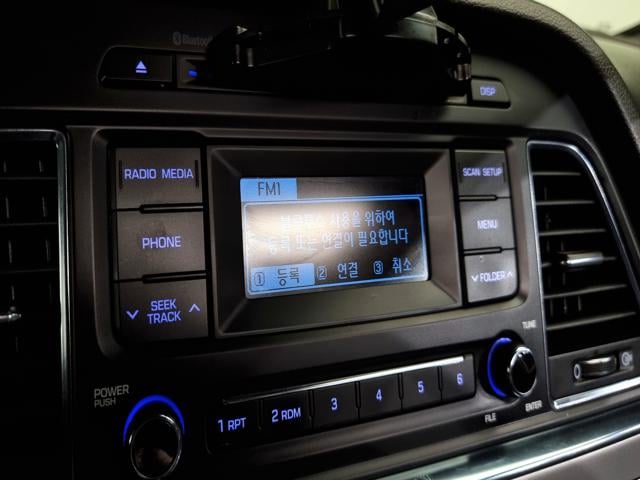 Bluetooth
DISP
RADIO MEDIA
PHONE
SEEK
TRACK
FM1
블루투스 사용을 위하여
등록 또는 연결이 필요합니다
1 등록 2 연결 3 취소
SCAN SETUP
MENU
FOLDER
POWER
PUSH
1 RPT
2 RDM
3
4
5
6
TUNE
FILE
ENTER